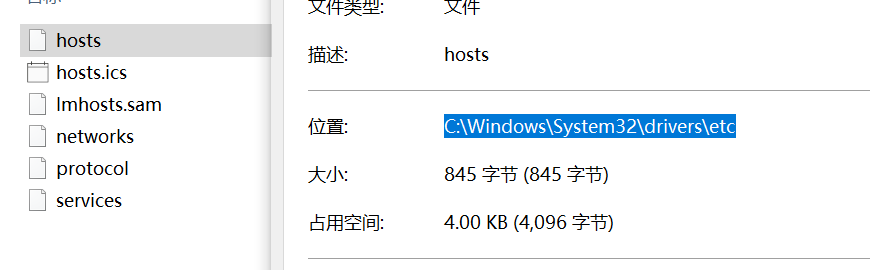 hosts
hosts.ics
lmhosts.sam
networks
protocol
services
文件类型: 文件
描述: hosts
位置: C:\Windows\System32\drivers\etc
大小: 845 字节 (845 字节)
占用空间: 4.00 KB (4,096 字节)